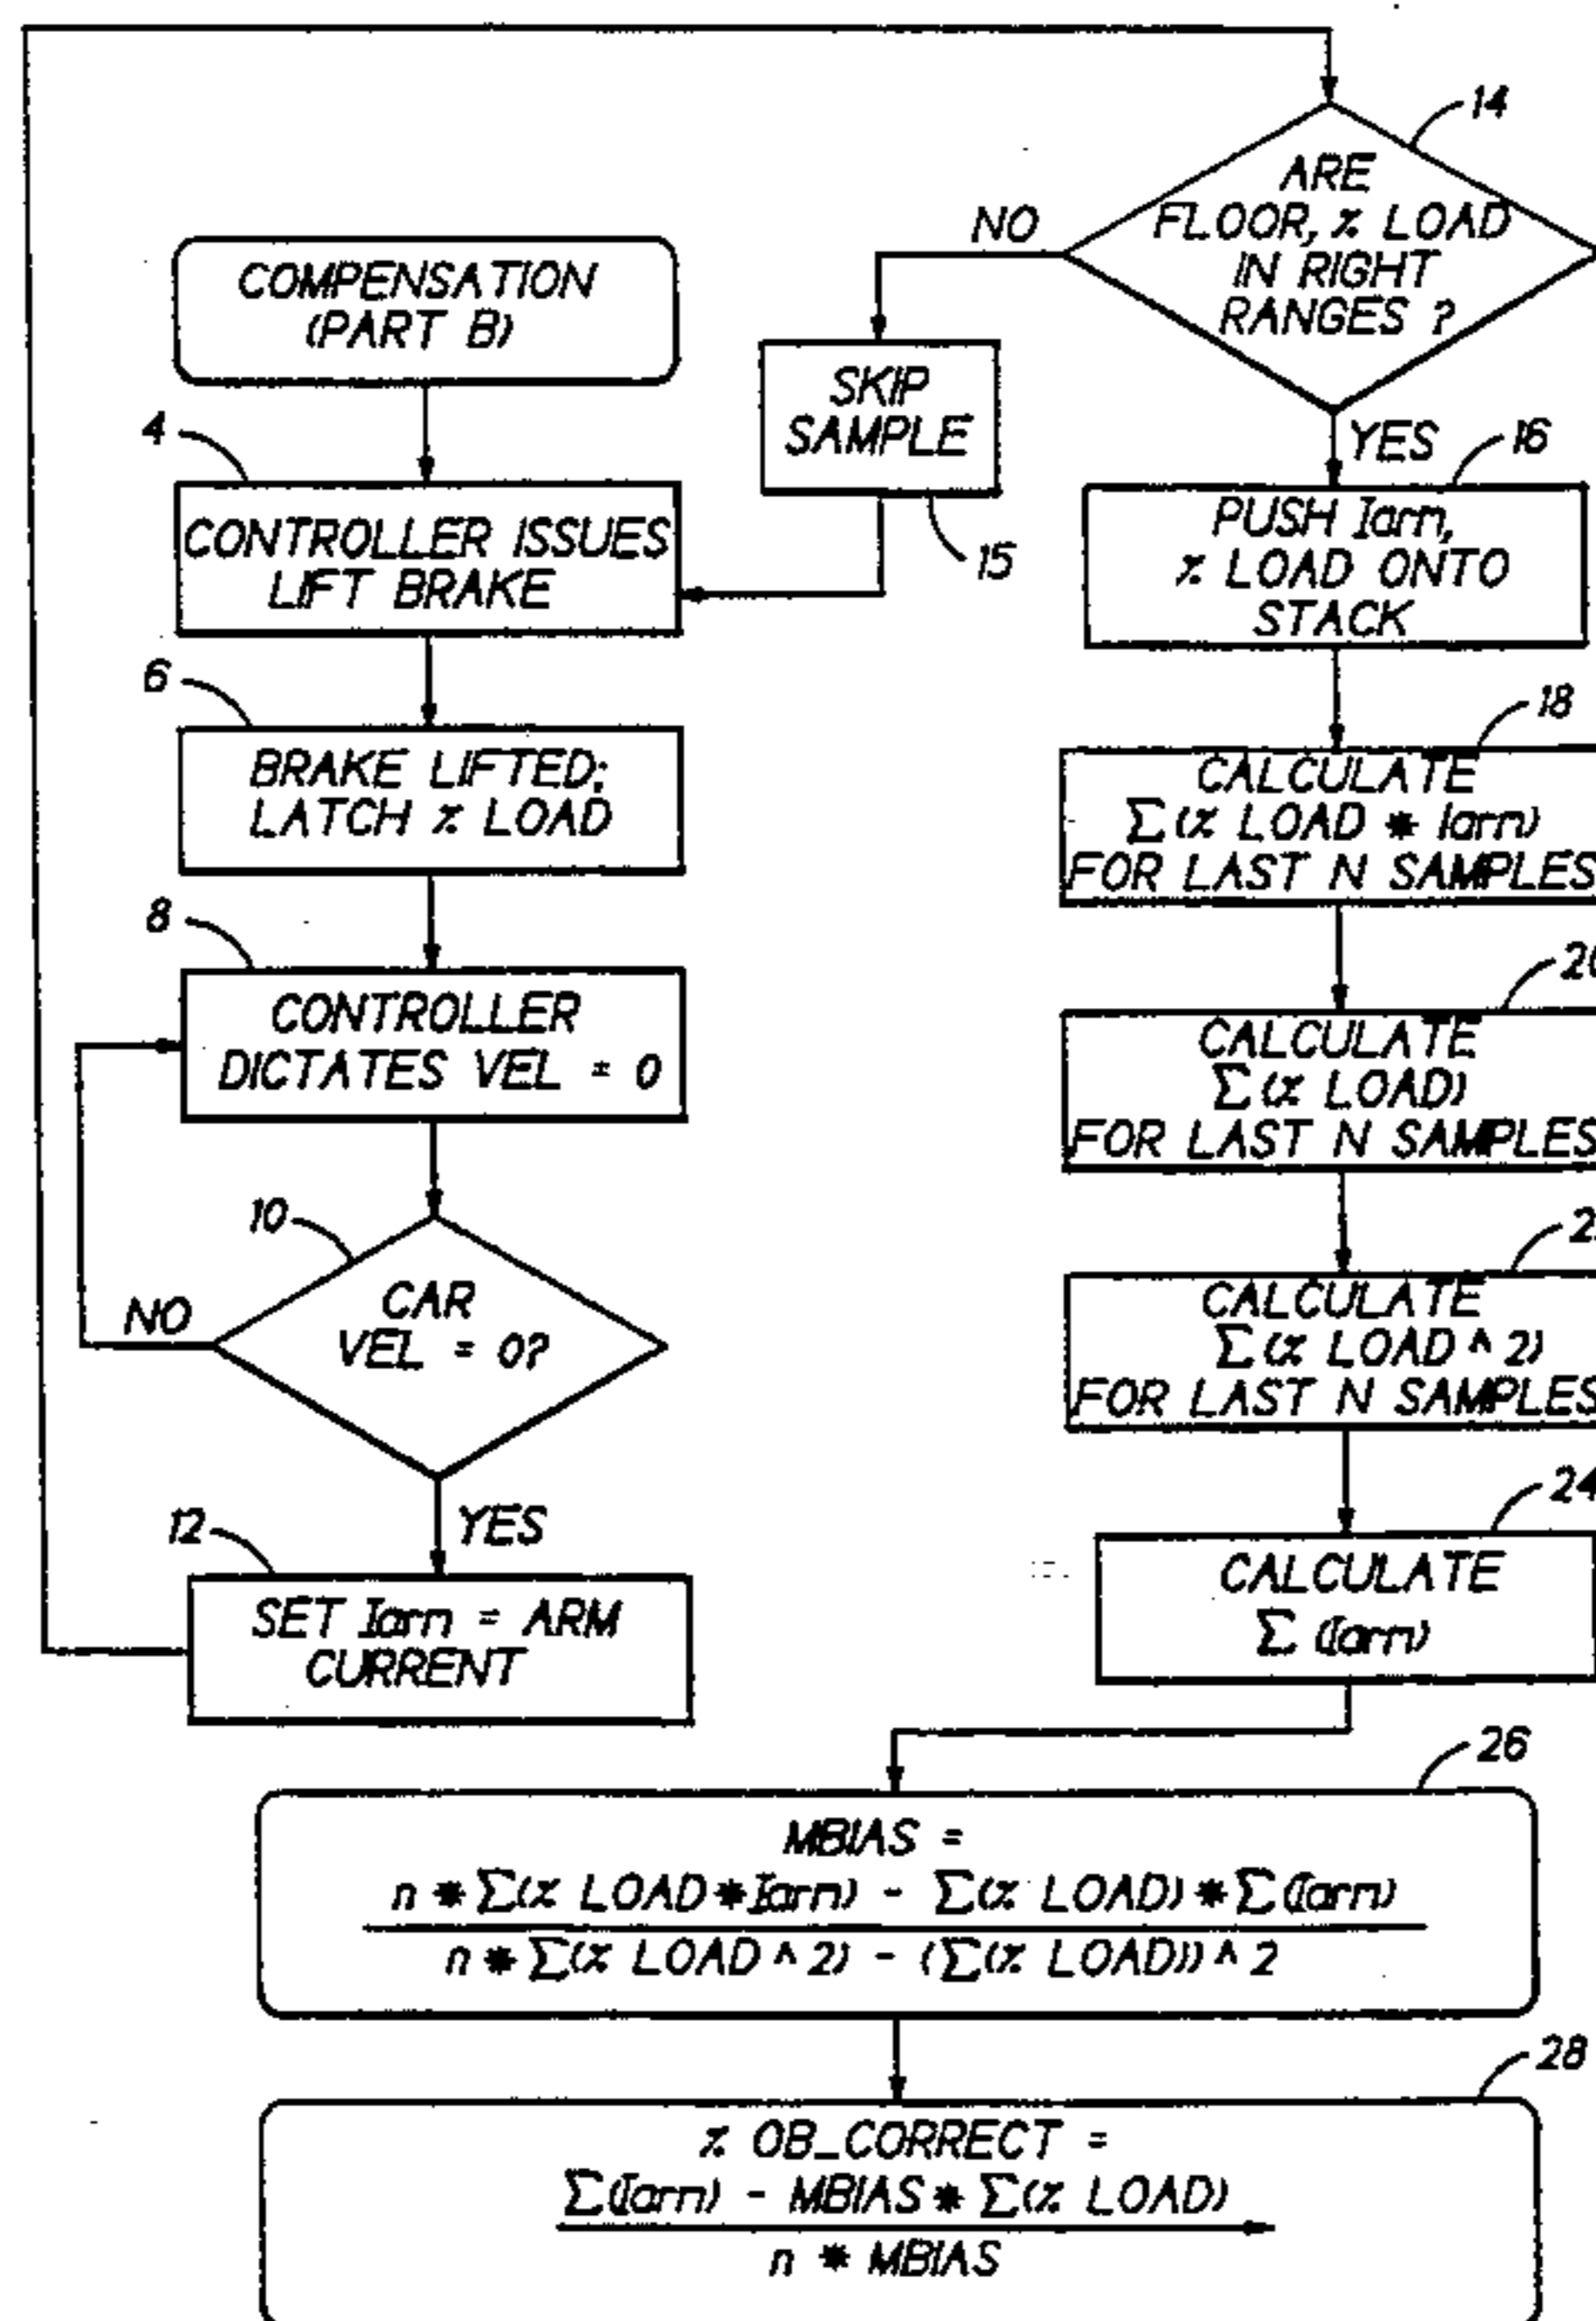 COMPENSATION
(PART B)
4
CONTROLLER ISSUES
LIFT BRAKE
6
BRAKE LIFTED;
LATCH % LOAD
8
CONTROLLER
DICTATES VEL = 0
10
CAR
VEL = 0?
NO
YES
12
SET Iarm = ARM
CURRENT
14
ARE
FLOOR, % LOAD
IN RIGHT
RANGES ?
NO
SKIP
SAMPLE
15
YES
16
PUSH Iarm,
% LOAD ONTO
STACK
18
CALCULATE
∑(% LOAD * Iarm)
FOR LAST N SAMPLES
CALCULATE
∑(% LOAD)
FOR LAST N SAMPLES
CALCULATE
∑(% LOAD ^ 2)
FOR LAST N SAMPLES
24
CALCULATE
∑(Iarm)
26
MBIAS =
n * ∑(% LOAD*Iarm) - ∑(% LOAD) * ∑(Iarm)
n * ∑(% LOAD ^ 2) - (∑(% LOAD)) ^ 2
28
% OB_CORRECT =
∑(Iarm) - MBIAS * ∑(% LOAD)
n * MBIAS